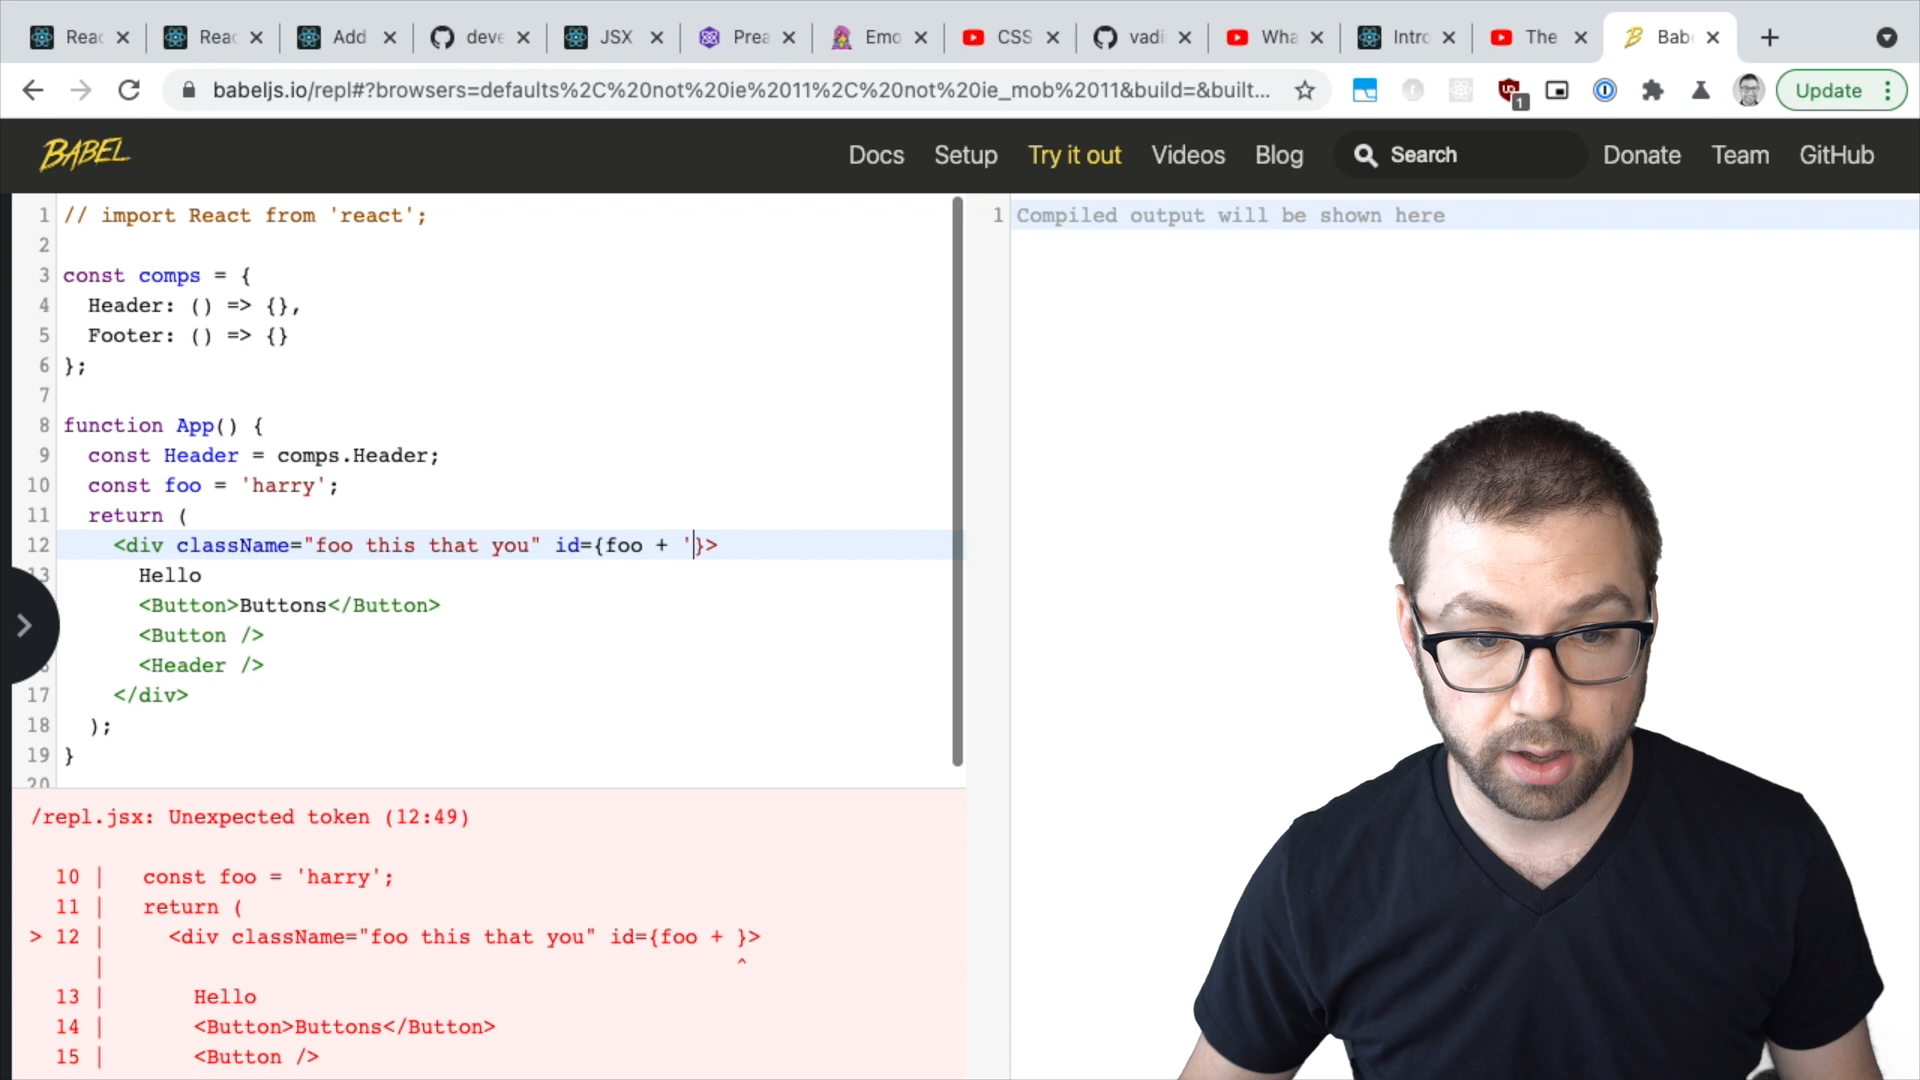 Reac
Reac
Add
deve
JSX
Prea
Emo
CSS
vadi
Wha
Intro
The
Bab
babeljs.io/repl#?browsers=defaults%2C%20not%20ie%2011%2C%20not%20ie_mob%2011&build=&built...
1
Update
BABEL
Docs Setup Try it out Videos Blog Search Donate Team GitHub
1 // import React from 'react';
2
3 const comps = {
4 Header: () => {},
5 Footer: () => {}
6 };
7
8 function App() {
9 const Header = comps.Header;
10 const foo = 'harry';
11 return (
12 <div className="foo this that you" id={foo + '}>
13 Hello
<Button>Buttons</Button>
<Button />
<Header />
17 </div>
18 );
19 }
20
1 Compiled output will be shown here
/repl.jsx: Unexpected token (12:49)
10 | const foo = 'harry';
11 | return (
> 12 | <div className="foo this that you" id={foo + }>
| ^
13 | Hello
14 | <Button>Buttons</Button>
15 | <Button />